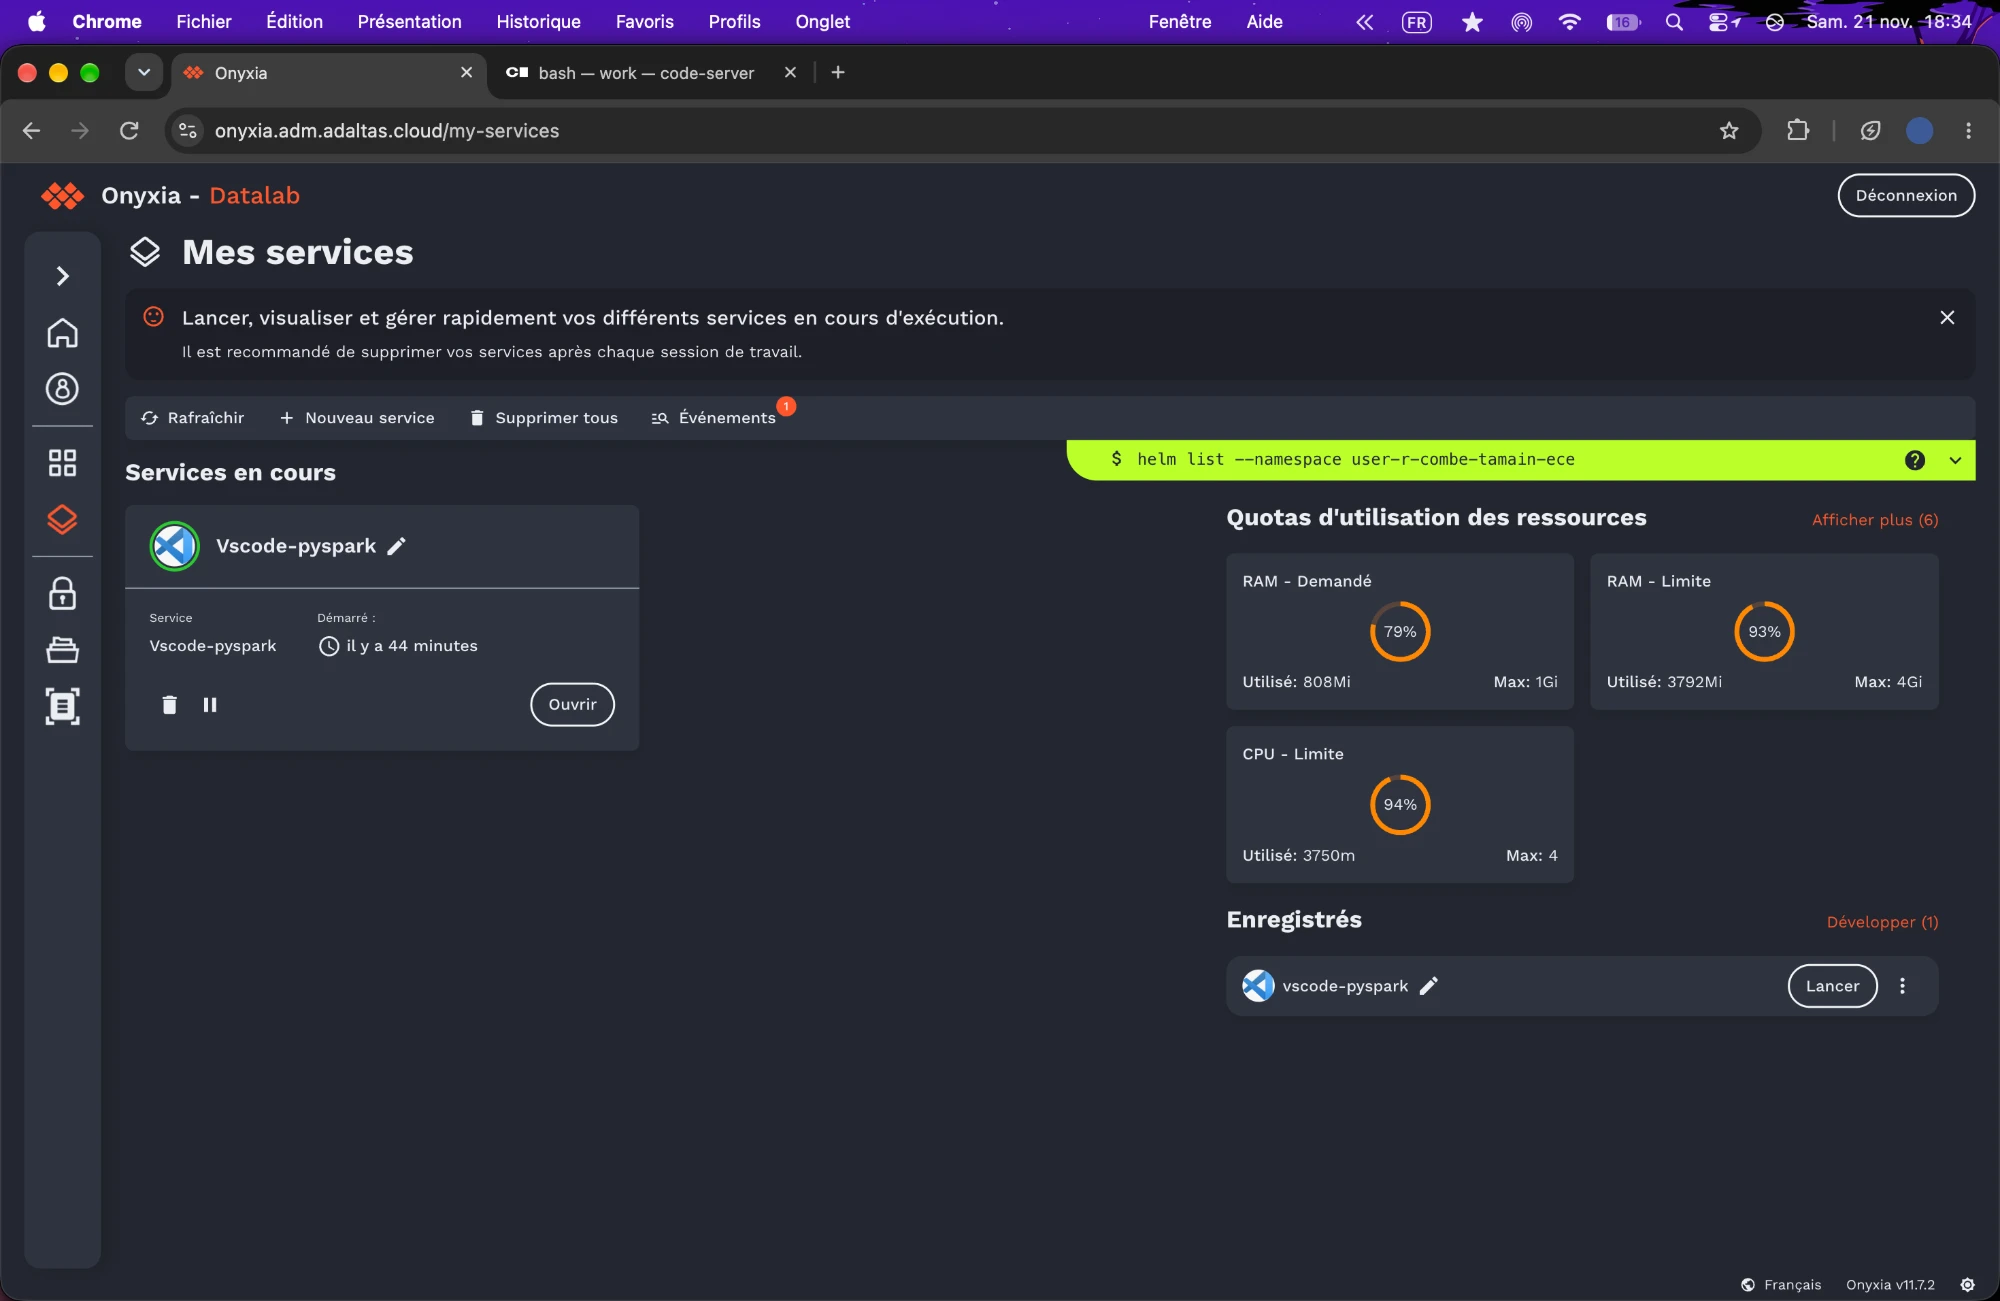 Chrome Fichier Édition Présentation Historique Favoris Profils Onglet Fenêtre Aide FR 16 Sam. 21 nov. 18:34
Onyxia bash — work — code-server
onyxia.adm.adaltas.cloud/my-services
Onyxia - Datalab Déconnexion
Mes services
Lancer, visualiser et gérer rapidement vos différents services en cours d'exécution.
Il est recommandé de supprimer vos services après chaque session de travail.
Rafraîchir Nouveau service Supprimer tous Événements 1
$ helm list --namespace user-r-combe-tamain-ece
Services en cours
Vscode-pyspark
Service Démarré :
Vscode-pyspark il y a 44 minutes
Ouvrir
Quotas d'utilisation des ressources Afficher plus (6)
RAM - Demandé
79%
Utilisé: 808Mi Max: 1Gi
RAM - Limite
93%
Utilisé: 3792Mi Max: 4Gi
CPU - Limite
94%
Utilisé: 3750m Max: 4
Enregistrés Développer (1)
vscode-pyspark Lancer
Français Onyxia v11.7.2